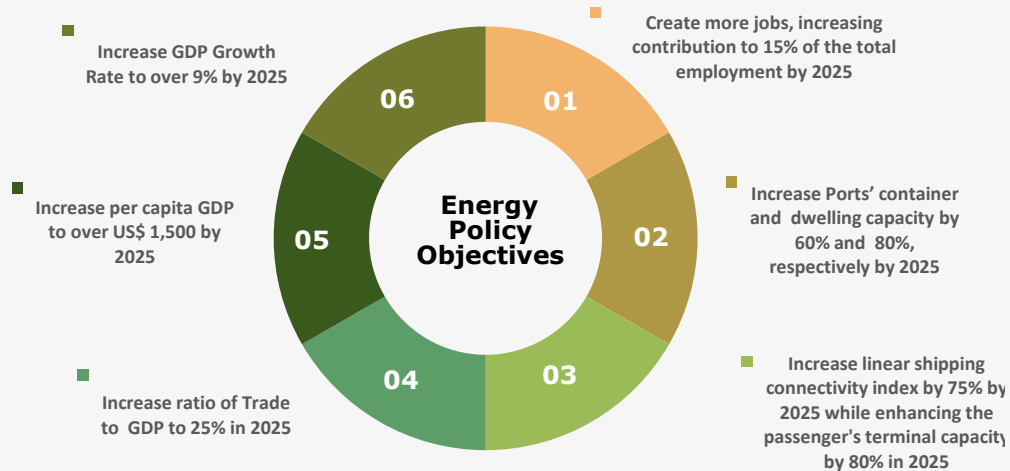 Energy
Policy
Objectives
01
Create more jobs, increasing
contribution to 15% of the total
employment by 2025
02
Increase Ports’ container
and dwelling capacity by
60% and 80%,
respectively by 2025
03
Increase linear shipping
connectivity index by 75% by
2025 while enhancing the
passenger's terminal capacity
by 80% in 2025
04
Increase ratio of Trade
to GDP to 25% in 2025
05
Increase per capita GDP
to over US$ 1,500 by
2025
06
Increase GDP Growth
Rate to over 9% by 2025